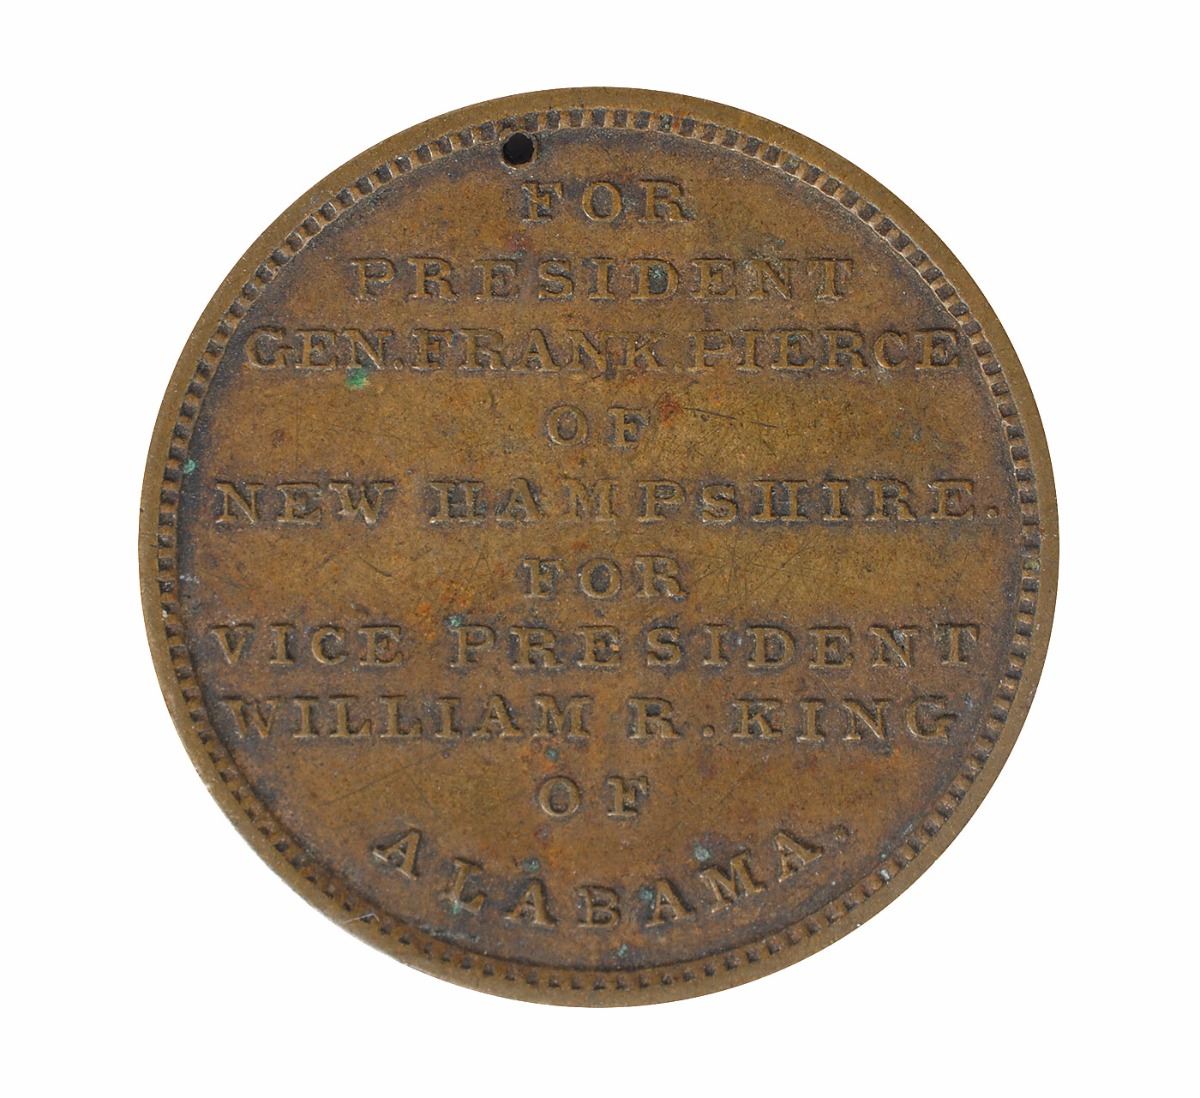 FOR
PRESIDENT
GEN. FRANK PIERCE
OF
NEW HAMPSHIRE.
FOR
VICE PRESIDENT
WILLIAM R. KING
OF
ALABAMA.